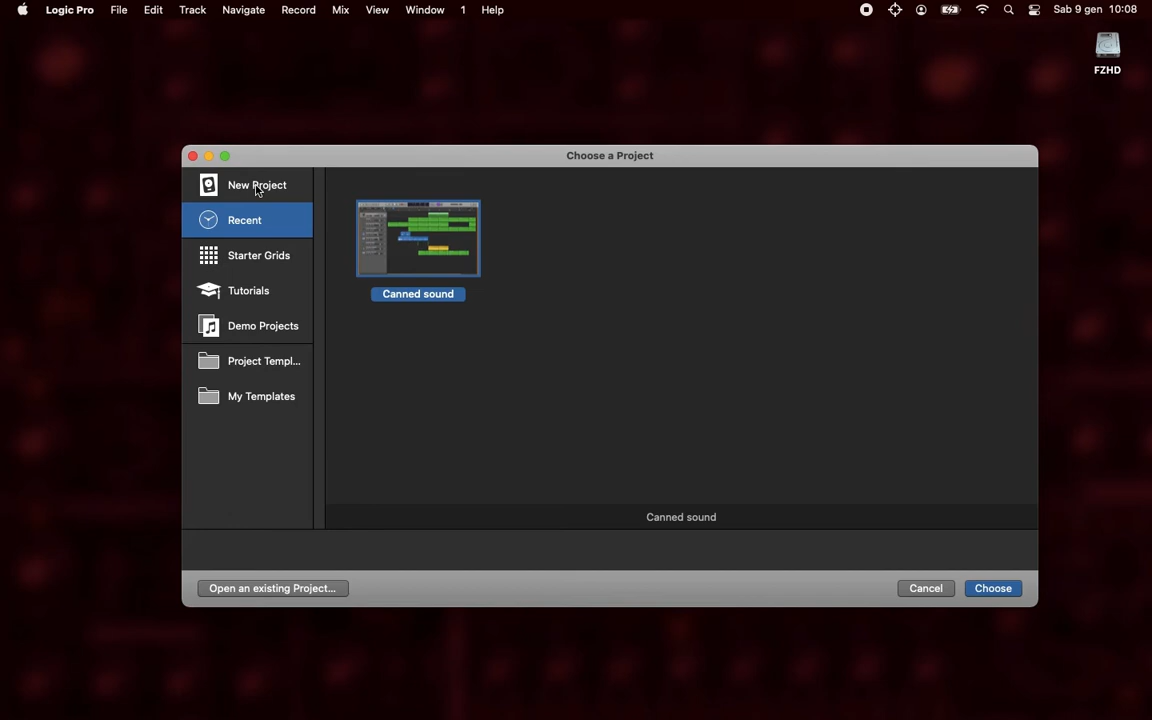 Logic Pro File Edit Track Navigate Record Mix View Window 1 Help Sab 9 gen 10:08
FZHD
Choose a Project
New Project
Recent
Starter Grids
Tutorials
Demo Projects
Project Templ...
My Templates
Canned sound
Canned sound
Open an existing Project... Cancel Choose